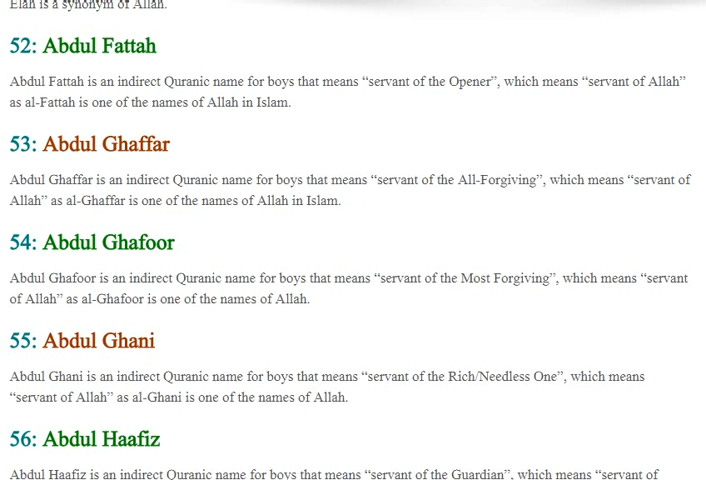 Elah is a synonym of Allah.
52: Abdul Fattah
Abdul Fattah is an indirect Quranic name for boys that means “servant of the Opener”, which means “servant of Allah”
as al-Fattah is one of the names of Allah in Islam.
53: Abdul Ghaffar
Abdul Ghaffar is an indirect Quranic name for boys that means “servant of the All-Forgiving”, which means “servant of
Allah” as al-Ghaffar is one of the names of Allah in Islam.
54: Abdul Ghafoor
Abdul Ghafoor is an indirect Quranic name for boys that means “servant of the Most Forgiving”, which means “servant
of Allah” as al-Ghafoor is one of the names of Allah.
55: Abdul Ghani
Abdul Ghani is an indirect Quranic name for boys that means “servant of the Rich/Needless One”, which means
“servant of Allah” as al-Ghani is one of the names of Allah.
56: Abdul Haafiz
Abdul Haafiz is an indirect Quranic name for boys that means “servant of the Guardian”, which means “servant of